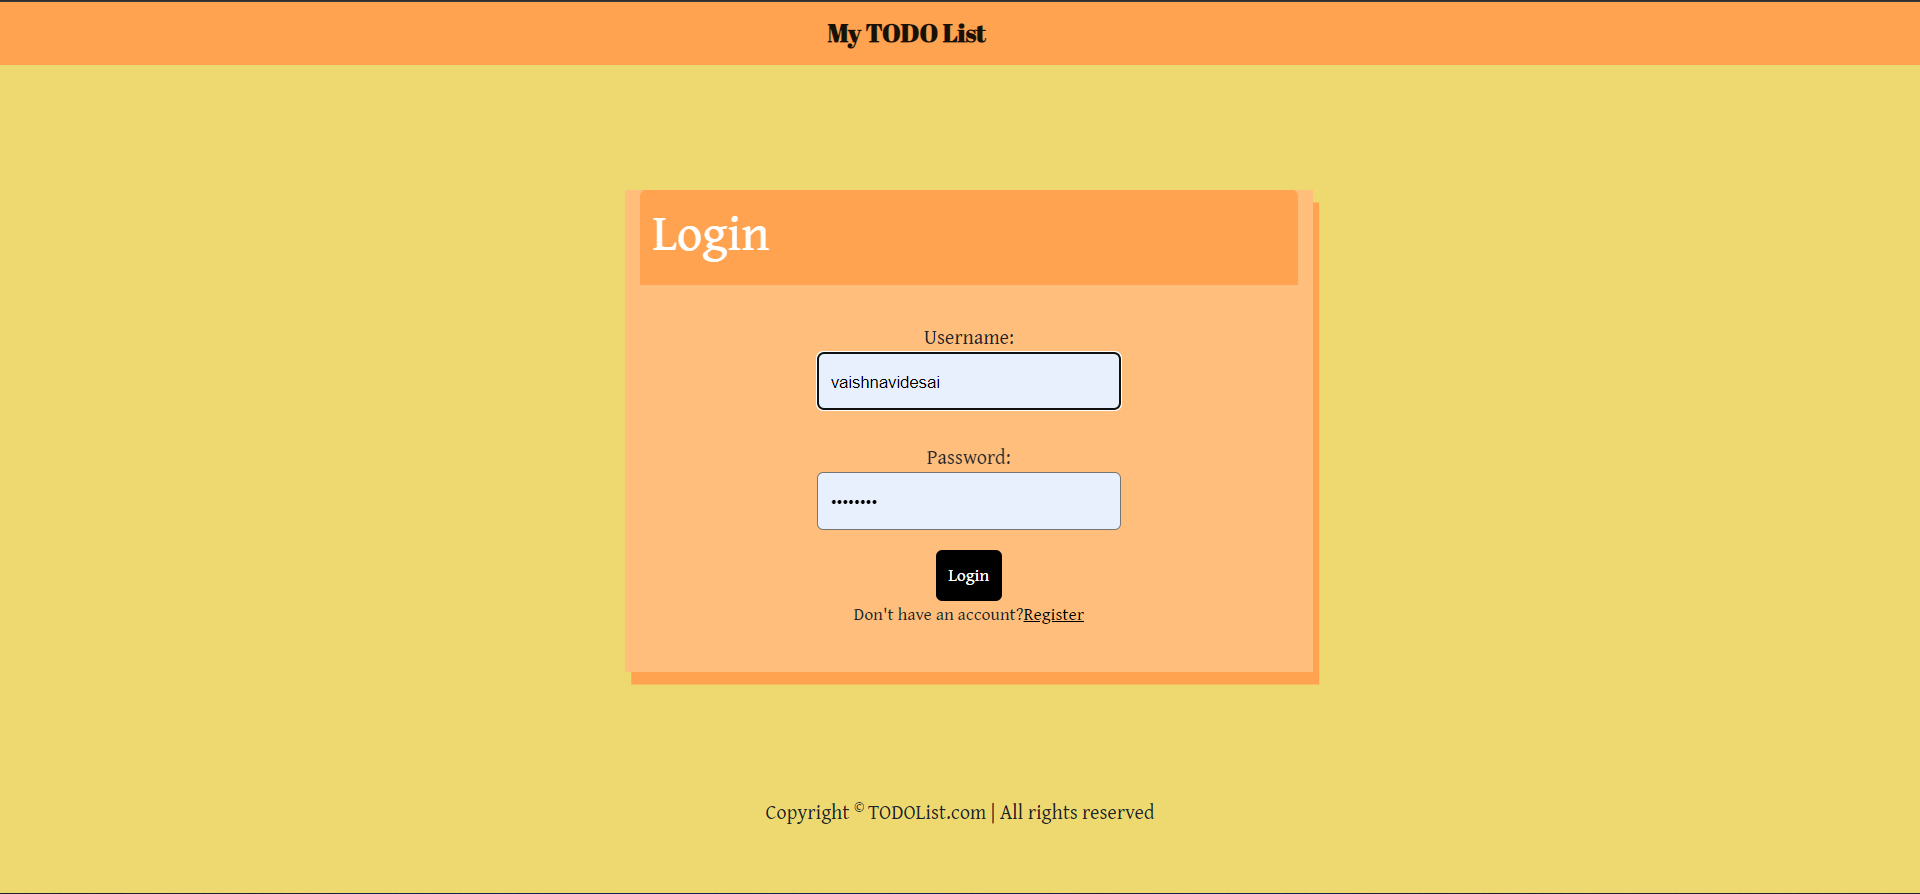 My TODO List
Login
Username:
vaishnavidesai
Password:
••••••••
Login
Don't have an account?Register
Copyright © TODOList.com | All rights reserved